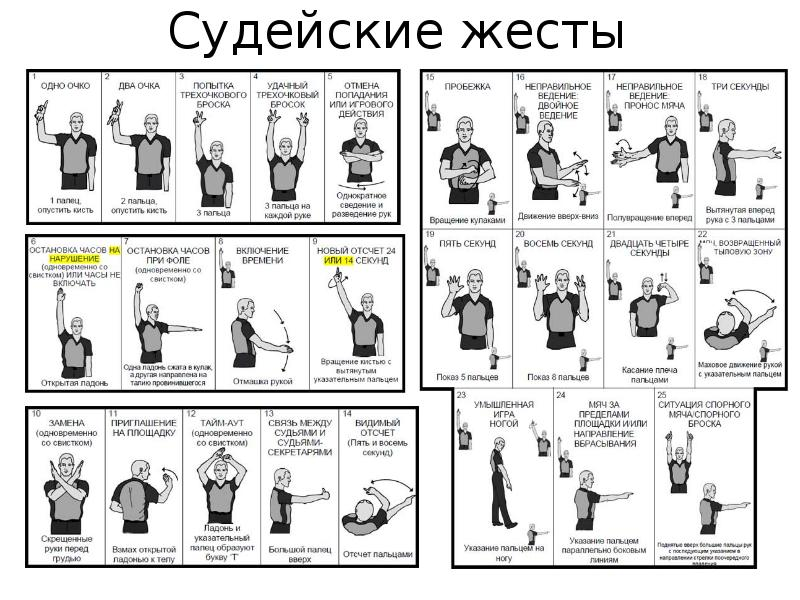 Судейские жесты
1
ОДНО ОЧКО
1 палец,
опустить кисть
2
ДВА ОЧКА
2 пальца,
опустить кисть
3
ПОПЫТКА
ТРЕХОЧКОВОГО
БРОСКА
3 пальца
4
УДАЧНЫЙ
ТРЕХОЧКОВЫЙ
БРОСОК
3 пальца на
каждой руке
5
ОТМЕНА
ПОПАДАНИЯ
ИЛИ ИГРОВОГО
ДЕЙСТВИЯ
Однократное
сведение и
разведение рук
6
ОСТАНОВКА ЧАСОВ НА
НАРУШЕНИЕ
(одновременно со
свистком) ИЛИ ЧАСЫ НЕ
ВКЛЮЧАТЬ
Открытая ладонь
7
ОСТАНОВКА ЧАСОВ
ПРИ ФОЛЕ
(одновременно со
свистком)
Одна ладонь сжата в кулак,
а другая направлена на
талию провинившегося
8
ВКЛЮЧЕНИЕ
ВРЕМЕНИ
Отмашка рукой
9
НОВЫЙ ОТСЧЕТ 24
ИЛИ 14 СЕКУНД
Вращение кистью с
вытянутым
указательным пальцем
10
ЗАМЕНА
(одновременно
со свистком)
Скрещенные
руки перед
грудью
11
ПРИГЛАШЕНИЕ
НА ПЛОЩАДКУ
Взмах открытой
ладонью к телу
12
ТАЙМ-АУТ
(одновременно
со свистком)
Ладонь и
указательный
палец образуют
букву 'Т'
13
СВЯЗЬ МЕЖДУ
СУДЬЯМИ И
СУДЬЯМИ-
СЕКРЕТАРЯМИ
Большой палец
вверх
14
ВИДИМЫЙ
ОТСЧЕТ
(Пять и восемь
секунд)
Отсчет пальцами
15
ПРОБЕЖКА
Вращение кулаками
16
НЕПРАВИЛЬНОЕ
ВЕДЕНИЕ:
ДВОЙНОЕ
ВЕДЕНИЕ
Движение вверх-вниз
17
НЕПРАВИЛЬНОЕ
ВЕДЕНИЕ:
ПРОНОС МЯЧА
Полувращение вперед
18
ТРИ СЕКУНДЫ
Вытянутая вперед
рука с 3 пальцами
19
ПЯТЬ СЕКУНД
Показ 5 пальцев
20
ВОСЕМЬ СЕКУНД
Показ 8 пальцев
21
ДВАДЦАТЬ ЧЕТЫРЕ
СЕКУНДЫ
Касание плеча
пальцами
22
ВОЗВРАЩЕННЫЙ
ТЫЛОВУЮ ЗОНУ
Маховое движение рукой
с указательным пальцем
23
УМЫШЛЕННАЯ
ИГРА
НОГОЙ
Указание пальцем на
ногу
24
МЯЧ ЗА
ПРЕДЕЛАМИ
ПЛОЩАДКИ И/ИЛИ
НАПРАВЛЕНИЕ
ВБРАСЫВАНИЯ
Указание пальцем
параллельно боковым
линиям
25
СИТУАЦИЯ СПОРНОГО
МЯЧА/СПОРНОГО
БРОСКА
Поднятые вверх большие пальцы рук
с последующим указанием в
направлении стрелки поочередного
владения